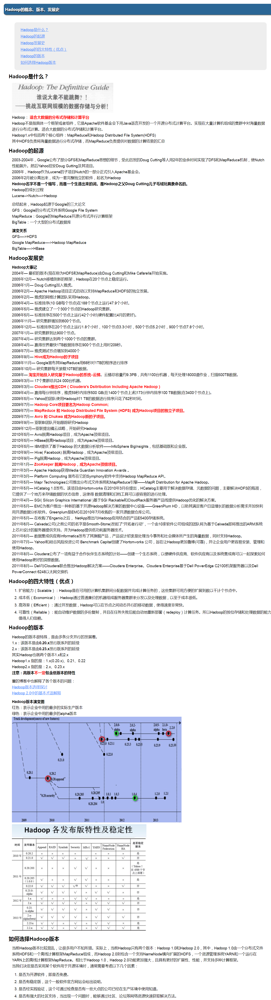 Hadoop的概念、版本、发展史
Hadoop是什么？
Hadoop的起源
Hadoop发展史
Hadoop的四大特性（优点）
Hadoop的版本
如何选择Hadoop版本
Hadoop是什么？
Hadoop: The Definitive Guide
谁说大象不能跳舞？！
——挑战互联网规模的数据存储与分析！
Hadoop： 适合大数据的分布式存储和计算平台
Hadoop不是指具体一个框架或者组件，它是Apache软件基金会下用Java语言开发的一个开源分布式计算平台。实现在大量计算机组成的集群中对海量数据
进行分布式计算。适合大数据的分布式存储和计算平台。
Hadoop1.x中包括两个核心组件：MapReduce和Hadoop Distributed File System(HDFS)
其中HDFS负责将海量数据进行分布式存储，而MapReduce负责提供对数据的计算结果的汇总
Hadoop的起源
2003-2004年，Google公布了部分GFS和MapReduce思想的细节，受此启发的Doug Cutting等人用2年的业余时间实现了DFS和MapReduce机制，使Nutch
性能飙升。然后Yahoo招安Doug Gutting及其项目。
2005年，Hadoop作为Lucene的子项目Nutch的一部分正式引入Apache基金会。
2006年2月被分离出来，成为一套完整独立的软件，起名为Hadoop
Hadoop名字不是一个缩写，而是一个生造出来的词。是Hadoop之父Doug Cutting儿子毛绒玩具象命名的。
Hadoop的成长过程
Lucene–>Nutch—>Hadoop
总结起来，Hadoop起源于Google的三大论文
GFS：Google的分布式文件系统Google File System
MapReduce：Google的MapReduce开源分布式并行计算框架
BigTable：一个大型的分布式数据库
演变关系
GFS—->HDFS
Google MapReduce—->Hadoop MapReduce
BigTable—->HBase
Hadoop发展史
Hadoop大事记
2004年— 最初的版本(现在称为HDFS和MapReduce)由Doug Cutting和Mike Cafarella开始实施。
2005年12月— Nutch移植到新的框架，Hadoop在20个节点上稳定运行。
2006年1月— Doug Cutting加入雅虎。
2006年2月— Apache Hadoop项目正式启动以支持MapReduce和HDFS的独立发展。
2006年2月— 雅虎的网格计算团队采用Hadoop。
2006年4月— 标准排序(10 GB每个节点)在188个节点上运行47.9个小时。
2006年5月— 雅虎建立了一个300个节点的Hadoop研究集群。
2006年5月— 标准排序在500个节点上运行42个小时(硬件配置比4月的更好)。
2006年11月— 研究集群增加到600个节点。
2006年12月— 标准排序在20个节点上运行1.8个小时，100个节点3.3小时，500个节点5.2小时，900个节点7.8个小时。
2007年1月— 研究集群到达900个节点。
2007年4月— 研究集群达到两个1000个节点的集群。
2008年4月— 赢得世界最快1TB数据排序在900个节点上用时209秒。
2008年7月— 雅虎测试节点增加到4000个
2008年9月— Hive成为Hadoop的子项目
2008年11月— Google宣布其MapReduce用68秒对1TB的程序进行排序
2008年10月— 研究集群每天装载10TB的数据。
2008年— 淘宝开始投入研究基于Hadoop的系统–云梯。云梯总容量约9.3PB，共有1100台机器，每天处理18000道作业，扫描500TB数据。
2009年3月— 17个集群总共24 000台机器。
2009年3月— Cloudera推出CDH（Cloudera's Dsitribution Including Apache Hadoop）
2009年4月— 赢得每分钟排序，雅虎59秒内排序500 GB(在1400个节点上)和173分钟内排序100 TB数据(在3400个节点上)。
2009年5月— Yahoo的团队使用Hadoop对1 TB的数据进行排序只花了62秒时间。
2009年7月— Hadoop Core项目更名为Hadoop Common;
2009年7月— MapReduce 和 Hadoop Distributed File System (HDFS) 成为Hadoop项目的独立子项目。
2009年7月— Avro 和 Chukwa 成为Hadoop新的子项目。
2009年9月— 亚联BI团队开始跟踪研究Hadoop
2009年12月—亚联提出橘云战略，开始研究Hadoop
2010年5月— Avro脱离Hadoop项目，成为Apache顶级项目。
2010年5月— HBase脱离Hadoop项目，成为Apache顶级项目。
2010年5月— IBM提供了基于Hadoop 的大数据分析软件——InfoSphere BigInsights，包括基础版和企业版。
2010年9月— Hive( Facebook) 脱离Hadoop，成为Apache顶级项目。
2010年9月— Pig脱离Hadoop，成为Apache顶级项目。
2011年1月— ZooKeeper 脱离Hadoop，成为Apache顶级项目。
2011年3月— Apache Hadoop获得Media Guardian Innovation Awards 。
2011年3月— Platform Computing 宣布在它的Symphony软件中支持Hadoop MapReduce API。
2011年5月— Mapr Technologies公司推出分布式文件系统和MapReduce引擎——MapR Distribution for Apache Hadoop。
2011年5月— HCatalog 1.0发布。该项目由Hortonworks 在2010年3月份提出，HCatalog主要用于解决数据存储、元数据的问题，主要解决HDFS的瓶颈，
它提供了一个地方来存储数据的状态信息，这使得 数据清理和归档工具可以很容易的进行处理。
2011年4月— SGI( Silicon Graphics International )基于SGI Rackable和CloudRack服务器产品线提供Hadoop优化的解决方案。
2011年5月— EMC为客户推出一种新的基于开源Hadoop解决方案的数据中心设备——GreenPlum HD，以助其满足客户日益增长的数据分析需求并加快利
用开源数据分析软件。Greenplum是EMC在2010年7月收购的一家开源数据仓库公司。
2011年5月— 在收购了Engenio之后， NetApp推出与Hadoop应用结合的产品E5400存储系统。
2011年6月— Calxeda公司(之前公司的名字是Smooth-Stone)发起了“开拓者行动”，一个由10家软件公司组成的团队将为基于Calxeda即将推出的ARM系统
上芯片设计的服务器提供支持。并为Hadoop提供低功耗服务器技术。
2011年6月— 数据集成供应商Informatica发布了其旗舰产品，产品设计初衷是处理当今事务和社会媒体所产生的海量数据，同时支持Hadoop。
2011年7月— Yahoo!和硅谷风险投资公司 Benchmark Capital创建了Hortonworks 公司，旨在让Hadoop更加鲁棒(可靠)，并让企业用户更容易安装、管理和
使用Hadoop。
2011年8月— Cloudera公布了一项有益于合作伙伴生态系统的计划——创建一个生态系统，以便硬件供应商、软件供应商以及系统集成商可以一起探索如何
使用Hadoop更好的洞察数据。
2011年8月— Dell与Cloudera联合推出Hadoop解决方案——Cloudera Enterprise。Cloudera Enterprise基于Dell PowerEdge C2100机架服务器以及Dell
PowerConnect 6248以太网交换机
Hadoop的四大特性（优点）
1. 扩容能力（Scalable）：Hadoop是在可用的计算机集群间分配数据并完成计算任务的，这些集群可用方便的扩展到数以千计个节点中。
2. 成本低（Economical）：Hadoop通过普通廉价的机器组成服务器集群来分发以及处理数据，以至于成本很低。
3. 高效率（Efficient）：通过并发数据，Hadoop可以在节点之间动态并行的移动数据，使得速度非常快。
4. 可靠性（Rellable）：能自动维护数据的多份复制，并且在任务失败后能自动地重新部署（redeploy）计算任务。所以Hadoop的按位存储和处理数据的能力
值得人们信赖。
Hadoop的版本
Hadoop的版本很特殊，是由多条分支并行的发展着。
1.x：该版本是由0.20.x发行版系列的延续
2.x：该版本是由0.23.x发行版系列的延续
其实Hadoop也就两个版本1.x和2.x
Hadoop1.x 指的是：1.x(0.20.x)、0.21、0.22
Hadoop2.x 指的是：2.x、0.23.x
注意：高版本不一定包含低版本的特性
董的博客中也解释了各个版本的问题：
Hadoop版本选择探讨
Hadoop 2.0中的基本术语解释
Hadoop版本演变图
红色：表示企业中用的最多的实际生产版本
绿色：表示企业中用的最多的alpha版本
Truck development(source of new features)
2.0.0-alpha 2.0.2-alpha 2.0.5-alpha 2.1.0-beta 2.2.0
0.23.0 0.23.1 0.23.3 0.23.5 0.23.9 0.23.10
0.21.0 0.22.0
0.20.1 0.20.2
0.20.append"
"0.20.security" 0.20.203 0.20.204 0.20.205 1.0 1.0.1 1.0.3 1.0.4 1.2.0 1.2.1
2009 2010 2011 2012 2013
Hadoop 各发布版特性及稳定性
时间 发布版本 Append RAID Symlink Security MRv1 YARN NameNode Federation NameNode HA 是否稳定版本
2010 年 0.20.2 × × × × × × × 是
0.21.0 √ √ √ × √ × × √ 否
2011 年 0.20.203 × × × √ √ × × × 是（Yahoo！在 4500 个节点上部署）
0.20.205（1.0.0） √ × × √ √ × × × 是
0.22.0 √ √ √ √ √ × × √ 否
0.23.0-alpha √ √ √ √ × √ √ × 否
2012 年 1.x √ × × √ √ × × × 是
2.x √ √ √ √ × √ √ √ 否
2013 年 0.23.x-alpha √ √ √ √ × √ √ × 否
2.x-alpha(beta) √ √ √ √ × √ √ √ 否
2.23.x √ √ × √ × √ √ × 是
2.2.x √ √ × √ × √ √ √ 是
如何选择Hadoop版本
当前Hadoop版本比较混乱，让很多用户不知所措。实际上，当前Hadoop只有两个版本：Hadoop 1.0和Hadoop 2.0，其中，Hadoop 1.0由一个分布式文件
系统HDFS和一个离线计算框架MapReduce组成，而Hadoop 2.0则包含一个支持NameNode横向扩展的HDFS，一个资源管理系统YARN和一个运行在
YARN上的离线计算框架MapReduce。相比于Hadoop 1.0，Hadoop 2.0功能更加强大，且具有更好的扩展性、性能，并支持多种计算框架。
当我们决定是否采用某个软件用于开源环境时，通常需要考虑以下几个因素：
1. 是否为开源软件，即是否免费。
2. 是否有稳定版，这个一般软件官方网站会给出说明。
3. 是否经实践验证，这个可通过检查是否有一些大点的公司已经在生产环境中使用知道。
4. 是否有强大的社区支持，当出现一个问题时，能够通过社区、论坛等网络资源快速获取解决方法。